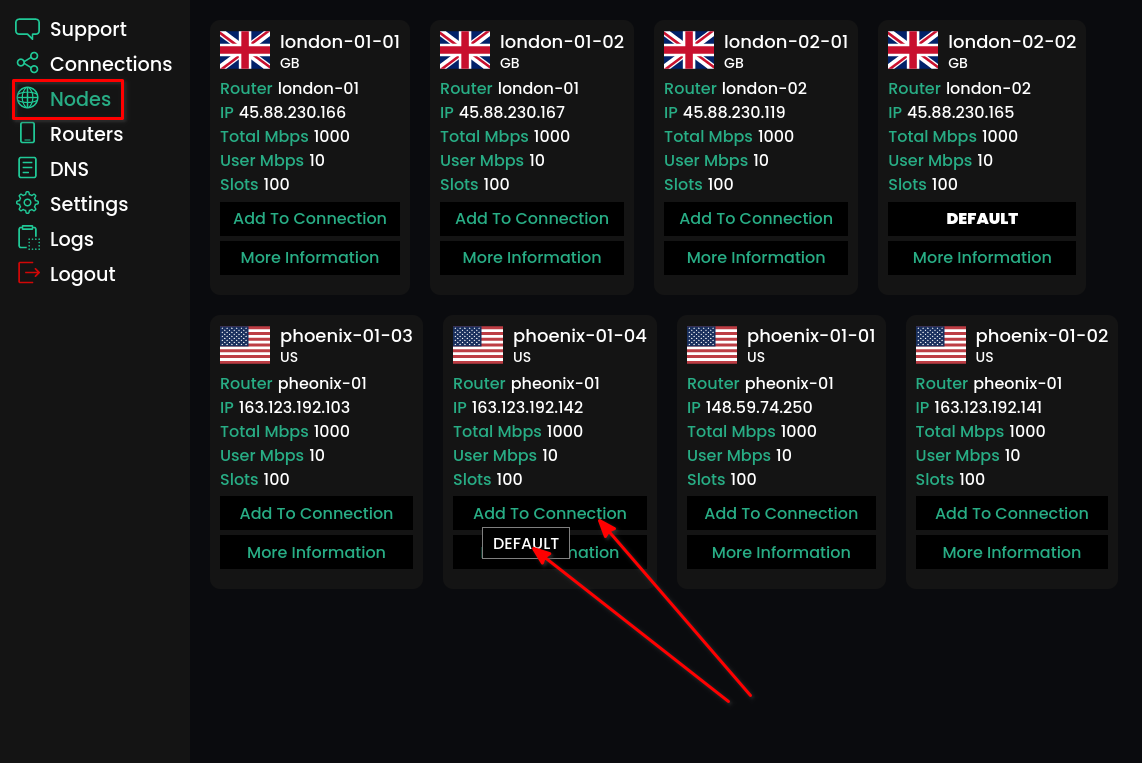 Support
Connections
Nodes
Routers
DNS
Settings
Logs
Logout
london-01-01
GB
Router london-01
IP 45.88.230.166
Total Mbps 1000
User Mbps 10
Slots 100
Add To Connection
More Information
london-01-02
GB
Router london-01
IP 45.88.230.167
Total Mbps 1000
User Mbps 10
Slots 100
Add To Connection
More Information
london-02-01
GB
Router london-02
IP 45.88.230.119
Total Mbps 1000
User Mbps 10
Slots 100
Add To Connection
More Information
london-02-02
GB
Router london-02
IP 45.88.230.165
Total Mbps 1000
User Mbps 10
Slots 100
DEFAULT
More Information
phoenix-01-03
US
Router pheonix-01
IP 163.123.192.103
Total Mbps 1000
User Mbps 10
Slots 100
Add To Connection
More Information
phoenix-01-04
US
Router pheonix-01
IP 163.123.192.142
Total Mbps 1000
User Mbps 10
Slots 100
Add To Connection
DEFAULT
mation
phoenix-01-01
US
Router pheonix-01
IP 148.59.74.250
Total Mbps 1000
User Mbps 10
Slots 100
Add To Connection
More Information
phoenix-01-02
US
Router pheonix-01
IP 163.123.192.141
Total Mbps 1000
User Mbps 10
Slots 100
Add To Connection
More Information